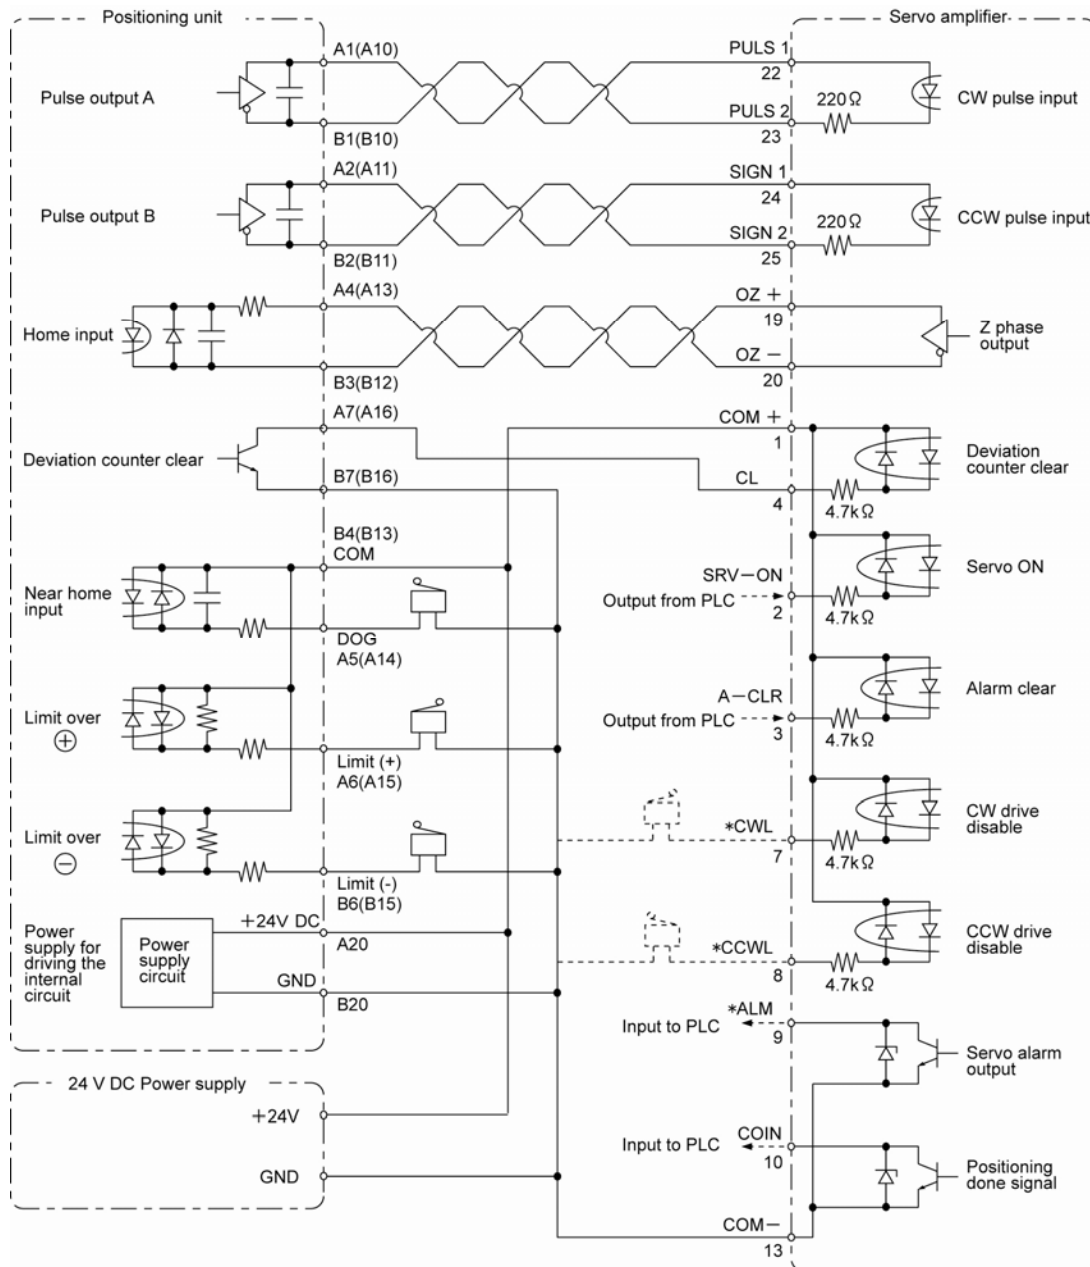 Positioning unit
Servo amplifier
A1(A10)
PULS 1
22
Pulse output A
220Ω
CW pulse input
PULS 2
B1(B10)
23
A2(A11)
SIGN 1
24
Pulse output B
220Ω
CCW pulse input
SIGN 2
B2(B11)
25
A4(A13)
OZ +
19
Home input
Z phase
output
OZ −
B3(B12)
20
A7(A16)
COM +
1
Deviation counter clear
Deviation
counter clear
B7(B16)
CL
4
4.7kΩ
B4(B13)
COM
Near home
input
SRV−ON
Output from PLC
2
4.7kΩ
Servo ON
DOG
A5(A14)
Limit over
+
A−CLR
Output from PLC
3
4.7kΩ
Alarm clear
Limit (+)
A6(A15)
Limit over
−
*CWL
7
4.7kΩ
CW drive
disable
Limit (-)
B6(B15)
Power
supply for
driving the
internal
circuit
Power
supply
circuit
+24V DC
A20
GND
B20
*CCWL
8
4.7kΩ
CCW drive
disable
Input to PLC
*ALM
9
Servo alarm
output
24 V DC Power supply
+24V
GND
Input to PLC
COIN
10
Positioning
done signal
COM−
13